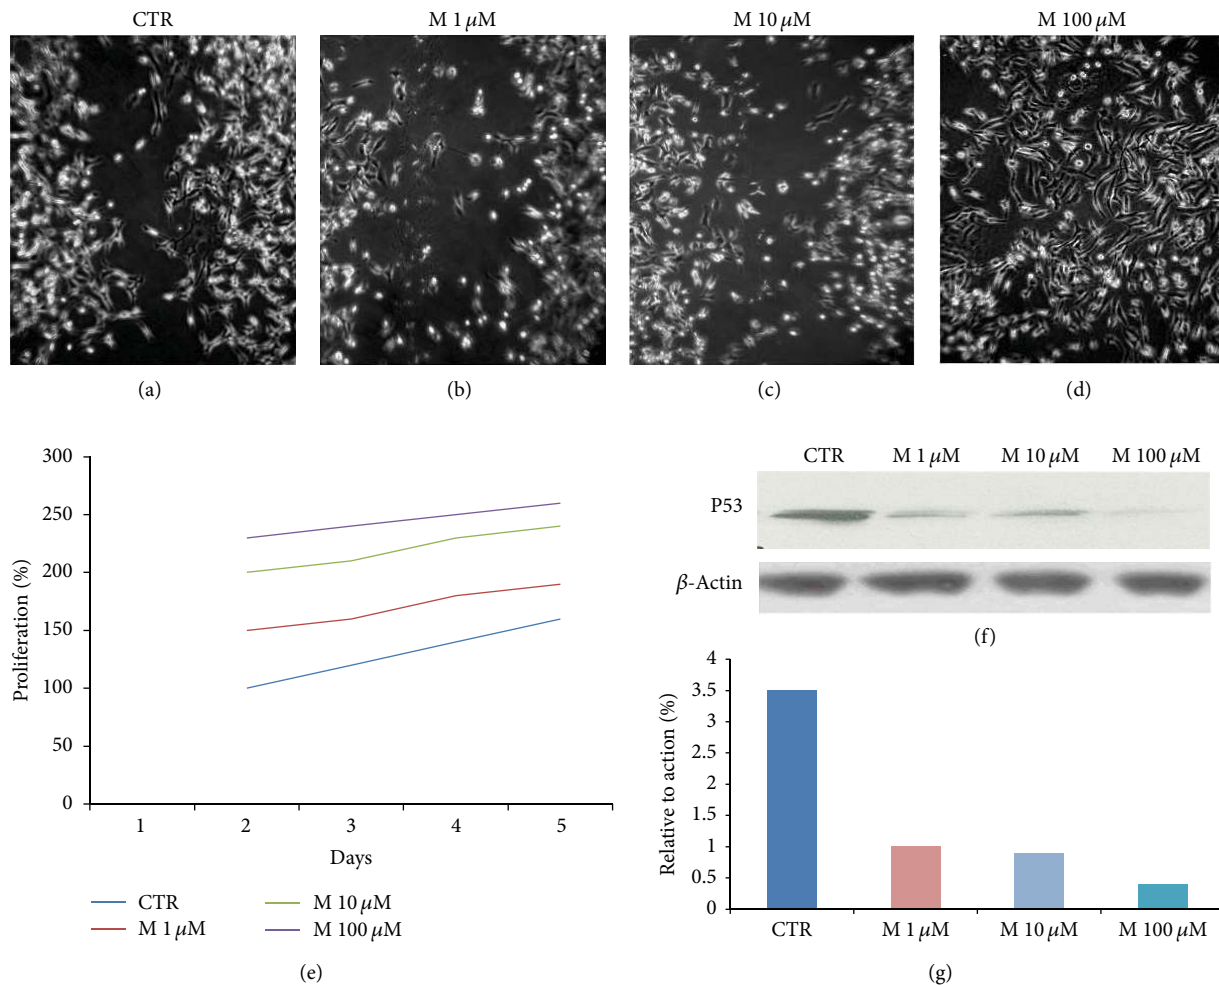 CTR
M 1 μM
M 10 μM
M 100 μM
(a)
(b)
(c)
(d)
300
250
200
150
100
50
0
Proliferation (%)
1
2
3
4
5
Days
CTR
M 1 μM
M 10 μM
M 100 μM
(e)
CTR
M 1 μM
M 10 μM
M 100 μM
P53
β-Actin
(f)
4
3.5
3
2.5
2
1.5
1
0.5
0
Relative to action (%)
CTR
M 1 μM
M 10 μM
M 100 μM
(g)